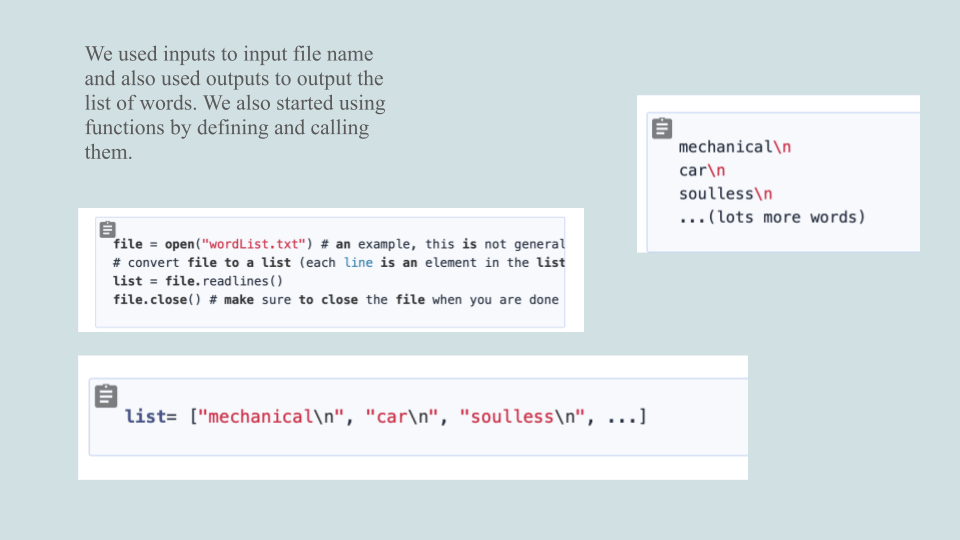 We used inputs to input file name
and also used outputs to output the
list of words. We also started using
functions by defining and calling
them.
mechanical\n
car\n
soulless\n
...(lots more words)
file = open("wordList.txt") # an example, this is not general
# convert file to a list (each line is an element in the list
list = file.readlines()
file.close() # make sure to close the file when you are done
list= ["mechanical\n", "car\n", "soulless\n", ...]